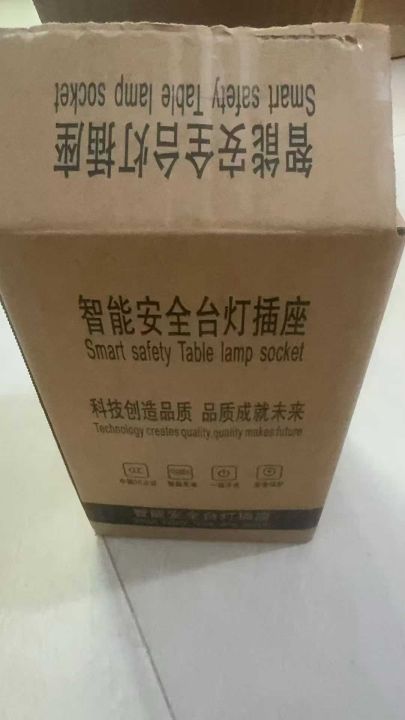 智能安全台灯插座
Smart safety Table lamp socket
智能安全台灯插座
Smart safety Table lamp socket
科技创造品质 品质成就未来
Technology creates quality,quality makes future
智能安全台灯插座